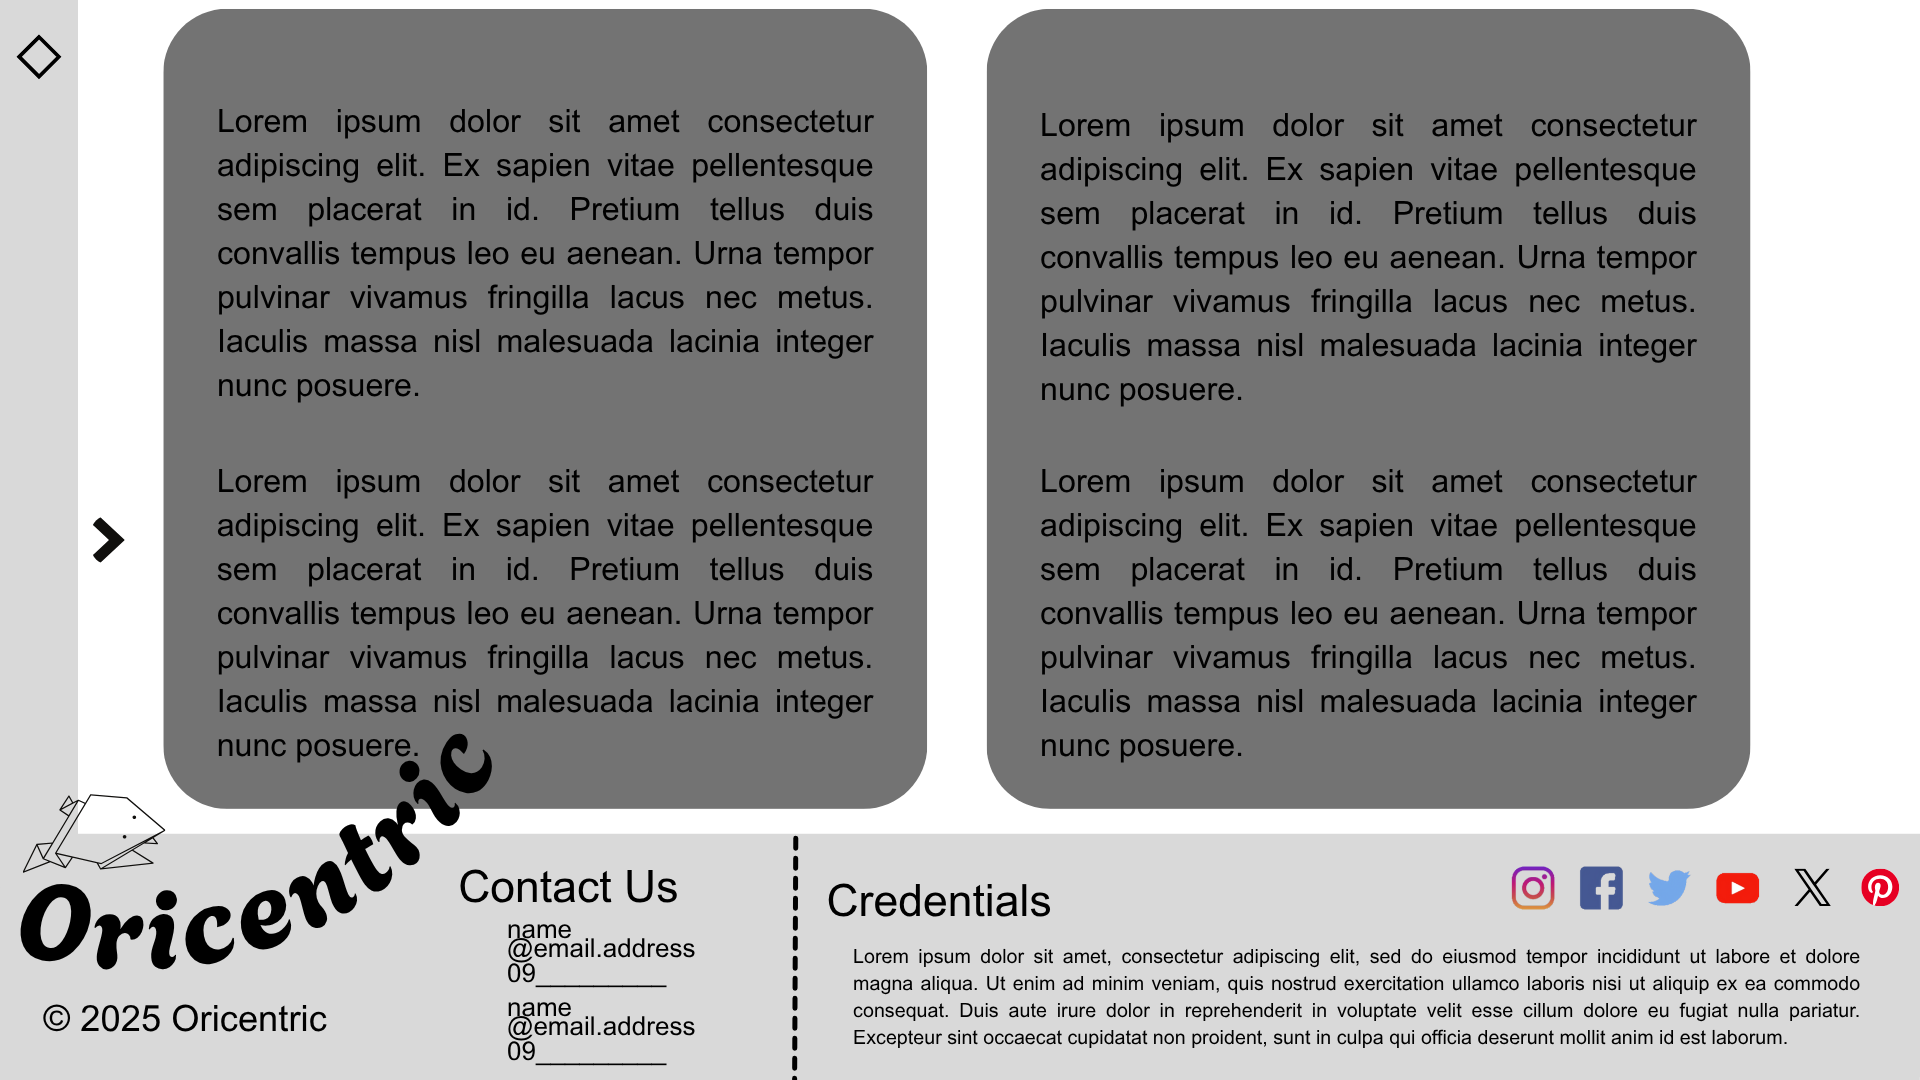 Lorem ipsum dolor sit amet consectetur
adipiscing elit. Ex sapien vitae pellentesque
sem placerat in id. Pretium tellus duis
convallis tempus leo eu aenean. Urna tempor
pulvinar vivamus fringilla lacus nec metus.
Iaculis massa nisl malesuada lacinia integer
nunc posuere.
Lorem ipsum dolor sit amet consectetur
adipiscing elit. Ex sapien vitae pellentesque
sem placerat in id. Pretium tellus duis
convallis tempus leo eu aenean. Urna tempor
pulvinar vivamus fringilla lacus nec metus.
Iaculis massa nisl malesuada lacinia integer
nunc posuere.
Lorem ipsum dolor sit amet consectetur
adipiscing elit. Ex sapien vitae pellentesque
sem placerat in id. Pretium tellus duis
convallis tempus leo eu aenean. Urna tempor
pulvinar vivamus fringilla lacus nec metus.
Iaculis massa nisl malesuada lacinia integer
nunc posuere.
Lorem ipsum dolor sit amet consectetur
adipiscing elit. Ex sapien vitae pellentesque
sem placerat in id. Pretium tellus duis
convallis tempus leo eu aenean. Urna tempor
pulvinar vivamus fringilla lacus nec metus.
Iaculis massa nisl malesuada lacinia integer
nunc posuere.
Oricentric
© 2025 Oricentric
Contact Us
name
@email.address
09_________
name
@email.address
09_________
Credentials
Lorem ipsum dolor sit amet, consectetur adipiscing elit, sed do eiusmod tempor incididunt ut labore et dolore
magna aliqua. Ut enim ad minim veniam, quis nostrud exercitation ullamco laboris nisi ut aliquip ex ea commodo
consequat. Duis aute irure dolor in reprehenderit in voluptate velit esse cillum dolore eu fugiat nulla pariatur.
Excepteur sint occaecat cupidatat non proident, sunt in culpa qui officia deserunt mollit anim id est laborum.